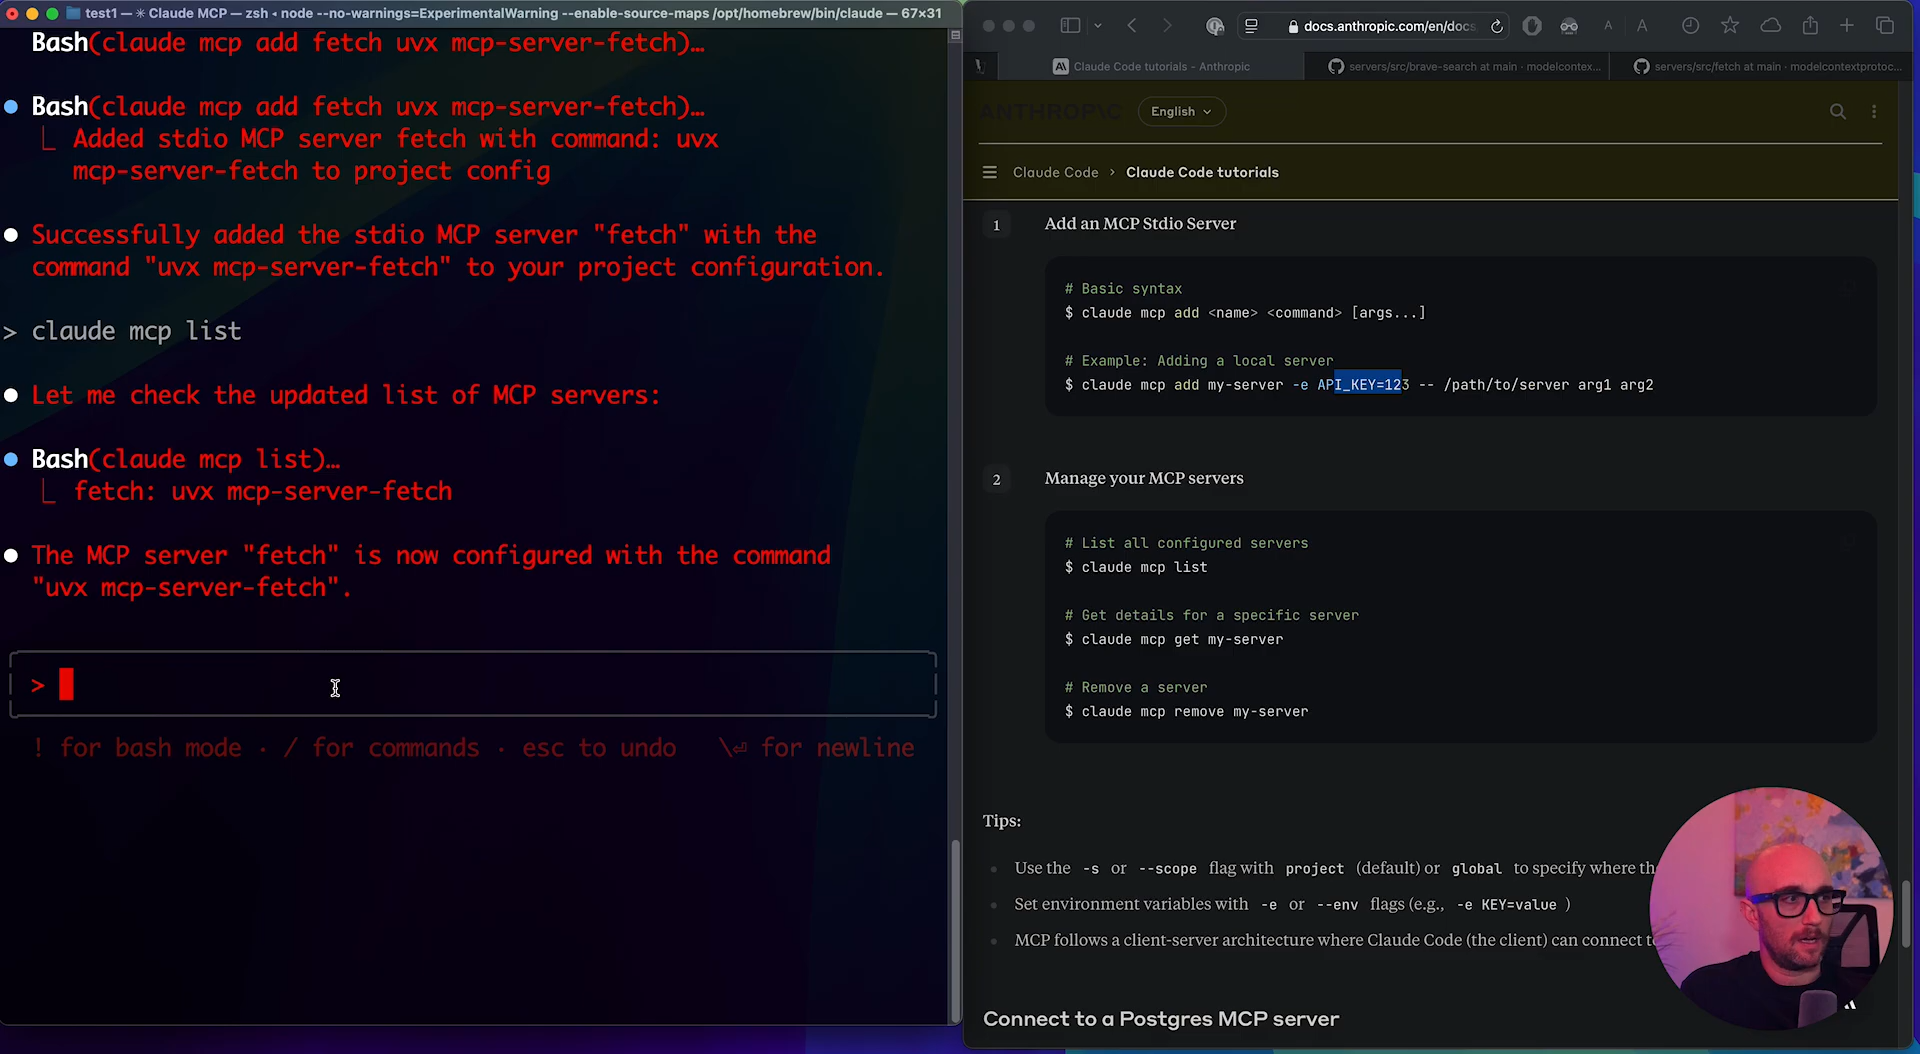 test1 — ✳ Claude MCP — zsh ◂ node --no-warnings=ExperimentalWarning --enable-source-maps /opt/homebrew/bin/claude — 67×31
Bash(claude mcp add fetch uvx mcp-server-fetch)…
Bash(claude mcp add fetch uvx mcp-server-fetch)…
Added stdio MCP server fetch with command: uvx
mcp-server-fetch to project config
Successfully added the stdio MCP server "fetch" with the
command "uvx mcp-server-fetch" to your project configuration.
> claude mcp list
Let me check the updated list of MCP servers:
Bash(claude mcp list)…
fetch: uvx mcp-server-fetch
The MCP server "fetch" is now configured with the command
"uvx mcp-server-fetch".
>
! for bash mode · / for commands · esc to undo \⏎ for newline
docs.anthropic.com/en/docs
A A
Claude Code tutorials - Anthropic
servers/src/brave-search at main · modelcontex...
servers/src/fetch at main · modelcontextprotoc...
ANTHROP\C
English
Claude Code › Claude Code tutorials
1 Add an MCP Stdio Server
# Basic syntax
$ claude mcp add <name> <command> [args...]
# Example: Adding a local server
$ claude mcp add my-server -e API_KEY=123 -- /path/to/server arg1 arg2
2 Manage your MCP servers
# List all configured servers
$ claude mcp list
# Get details for a specific server
$ claude mcp get my-server
# Remove a server
$ claude mcp remove my-server
Tips:
Use the -s or --scope flag with project (default) or global to specify where
Set environment variables with -e or --env flags (e.g., -e KEY=value )
MCP follows a client-server architecture where Claude Code (the client) can connect
Connect to a Postgres MCP server